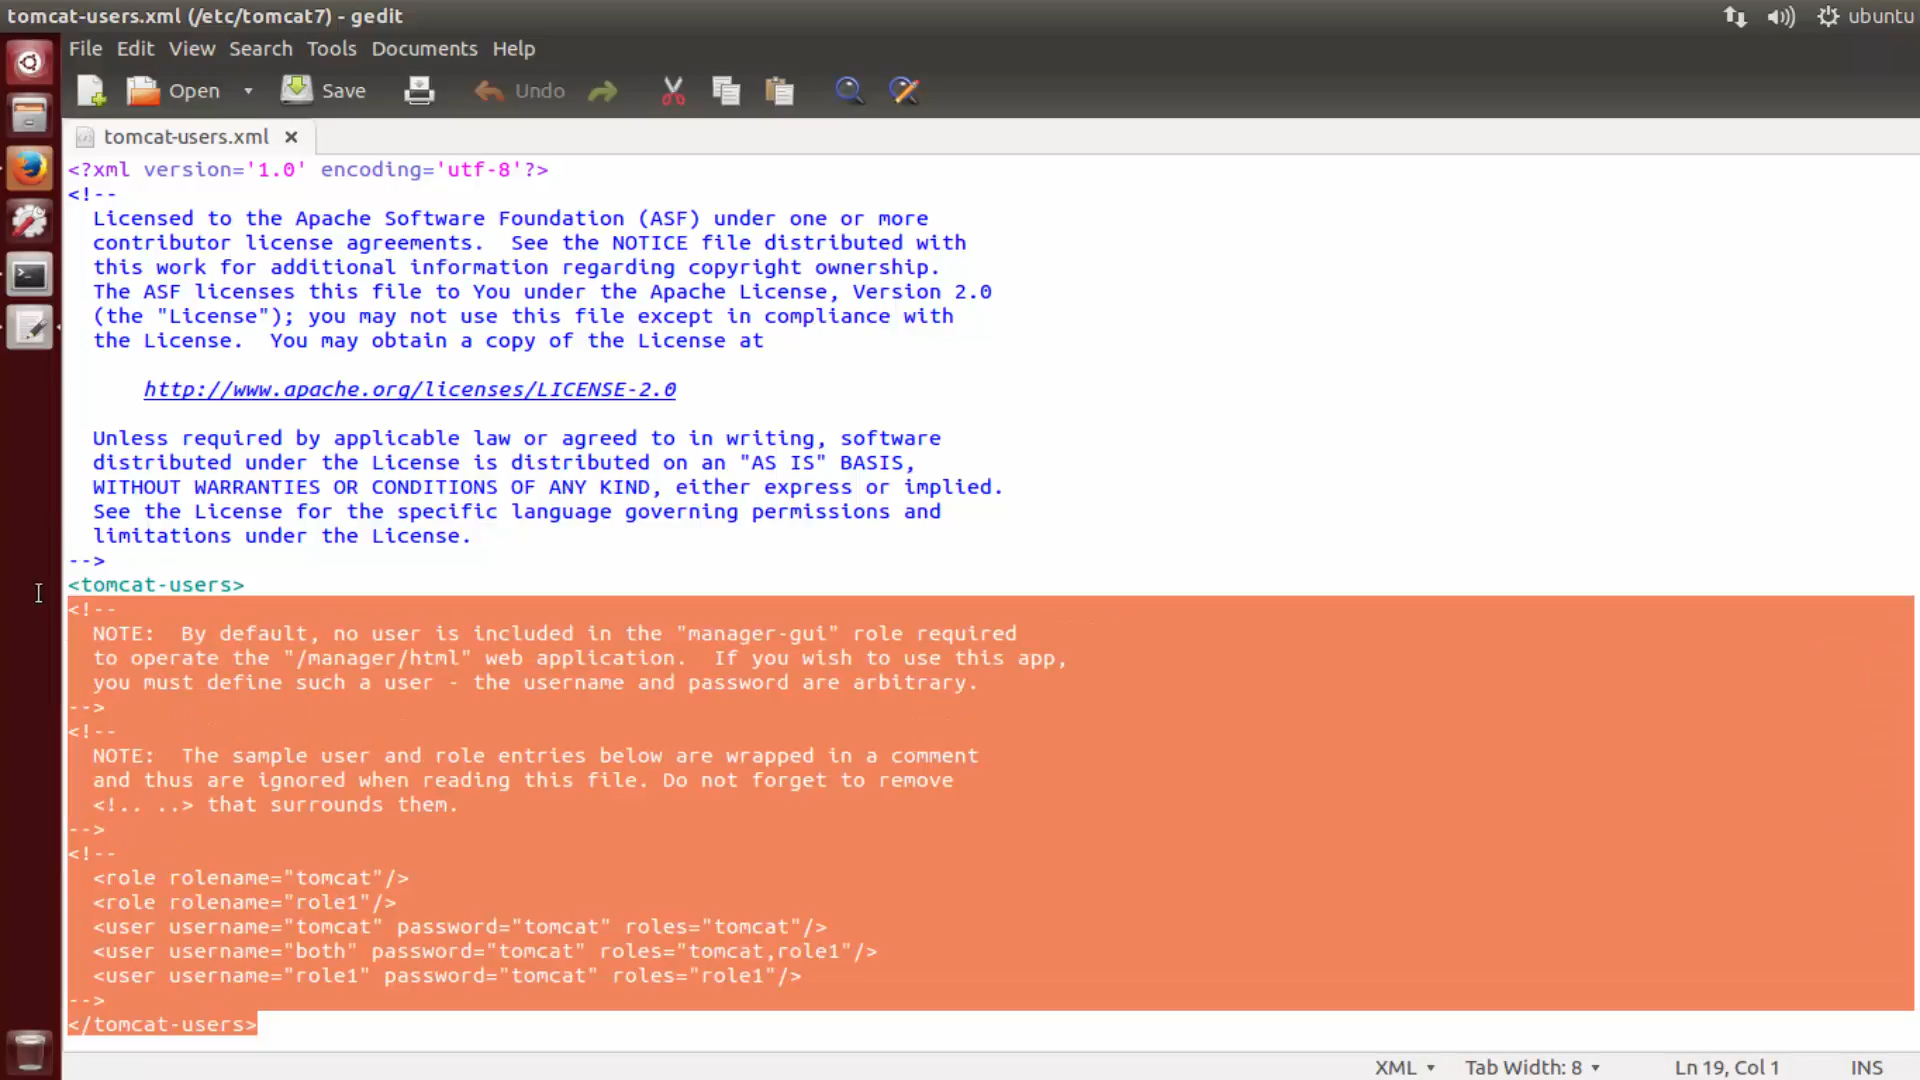 tomcat-users.xml (/etc/tomcat7) - gedit
ubuntu
File Edit View Search Tools Documents Help
Open Save Undo
tomcat-users.xml
<?xml version='1.0' encoding='utf-8'?>
<!--
  Licensed to the Apache Software Foundation (ASF) under one or more
  contributor license agreements.  See the NOTICE file distributed with
  this work for additional information regarding copyright ownership.
  The ASF licenses this file to You under the Apache License, Version 2.0
  (the "License"); you may not use this file except in compliance with
  the License.  You may obtain a copy of the License at
      http://www.apache.org/licenses/LICENSE-2.0
  Unless required by applicable law or agreed to in writing, software
  distributed under the License is distributed on an "AS IS" BASIS,
  WITHOUT WARRANTIES OR CONDITIONS OF ANY KIND, either express or implied.
  See the License for the specific language governing permissions and
  limitations under the License.
-->
<tomcat-users>
<!--
  NOTE:  By default, no user is included in the "manager-gui" role required
  to operate the "/manager/html" web application.  If you wish to use this app,
  you must define such a user - the username and password are arbitrary.
-->
<!--
  NOTE:  The sample user and role entries below are wrapped in a comment
  and thus are ignored when reading this file. Do not forget to remove
  <!.. ..> that surrounds them.
-->
<!--
  <role rolename="tomcat"/>
  <role rolename="role1"/>
  <user username="tomcat" password="tomcat" roles="tomcat"/>
  <user username="both" password="tomcat" roles="tomcat,role1"/>
  <user username="role1" password="tomcat" roles="role1"/>
-->
</tomcat-users>
XML Tab Width: 8 Ln 19, Col 1 INS